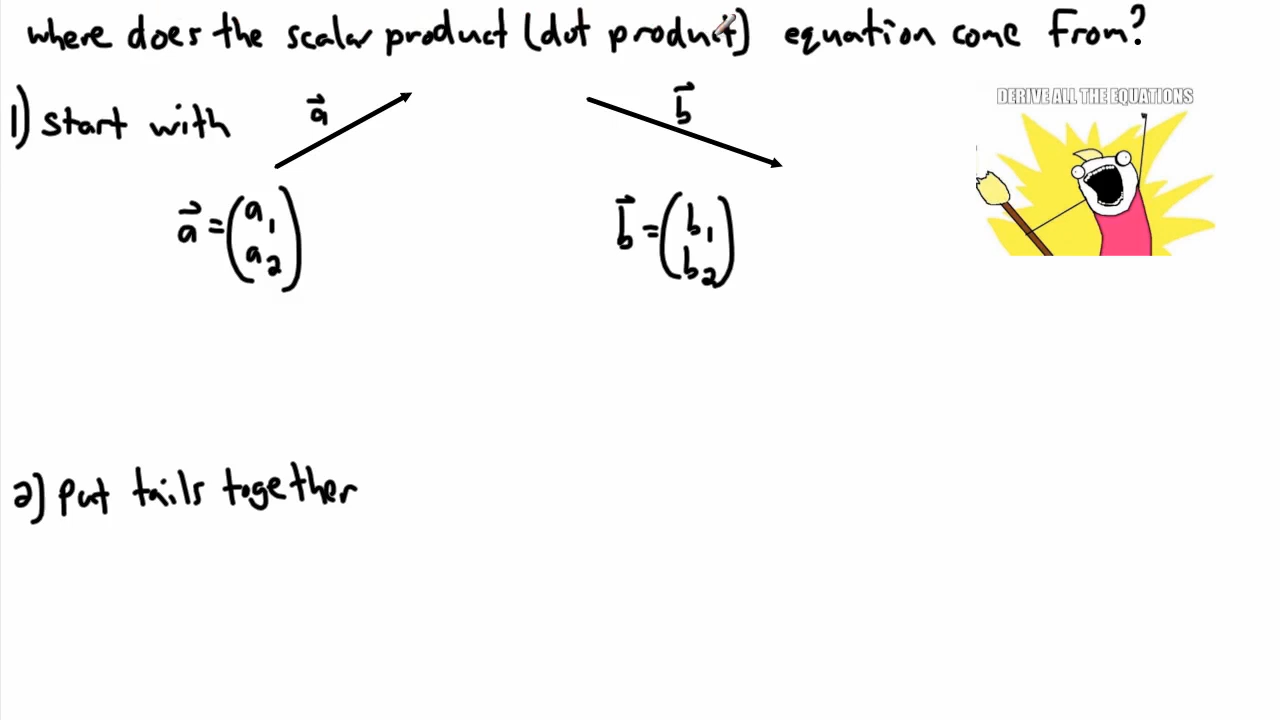 where does the scalar product (dot product) equation come from?
DERIVE ALL THE EQUATIONS
1) start with a⃗ b⃗
a⃗ = (a₁ a₂) b⃗ = (b₁ b₂)
2) put tails together